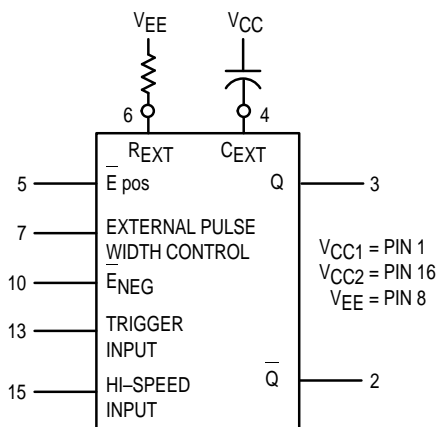 VEE VCC
6 4
REXT CEXT
5 E̅ pos Q 3
7 EXTERNAL PULSE
WIDTH CONTROL
VCC1 = PIN 1
10 E̅NEG VCC2 = PIN 16
VEE = PIN 8
13 TRIGGER
INPUT
15 HI–SPEED Q̅ 2
INPUT